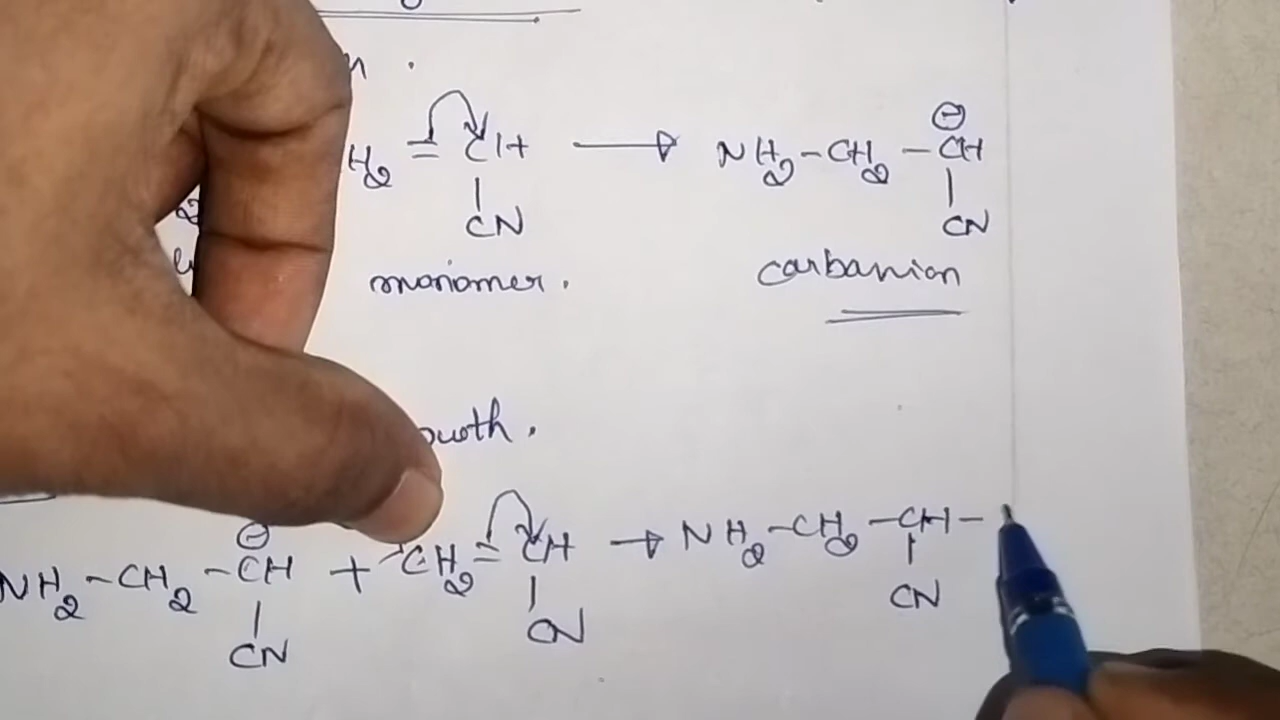 H₂ = CH ⟶ NH₂-CH₂-CH
⊖
CN CN
monomer. carbanion
NH₂-CH₂-CH + CH₂=CH → NH₂-CH₂-CH-
⊖
CN CN CN